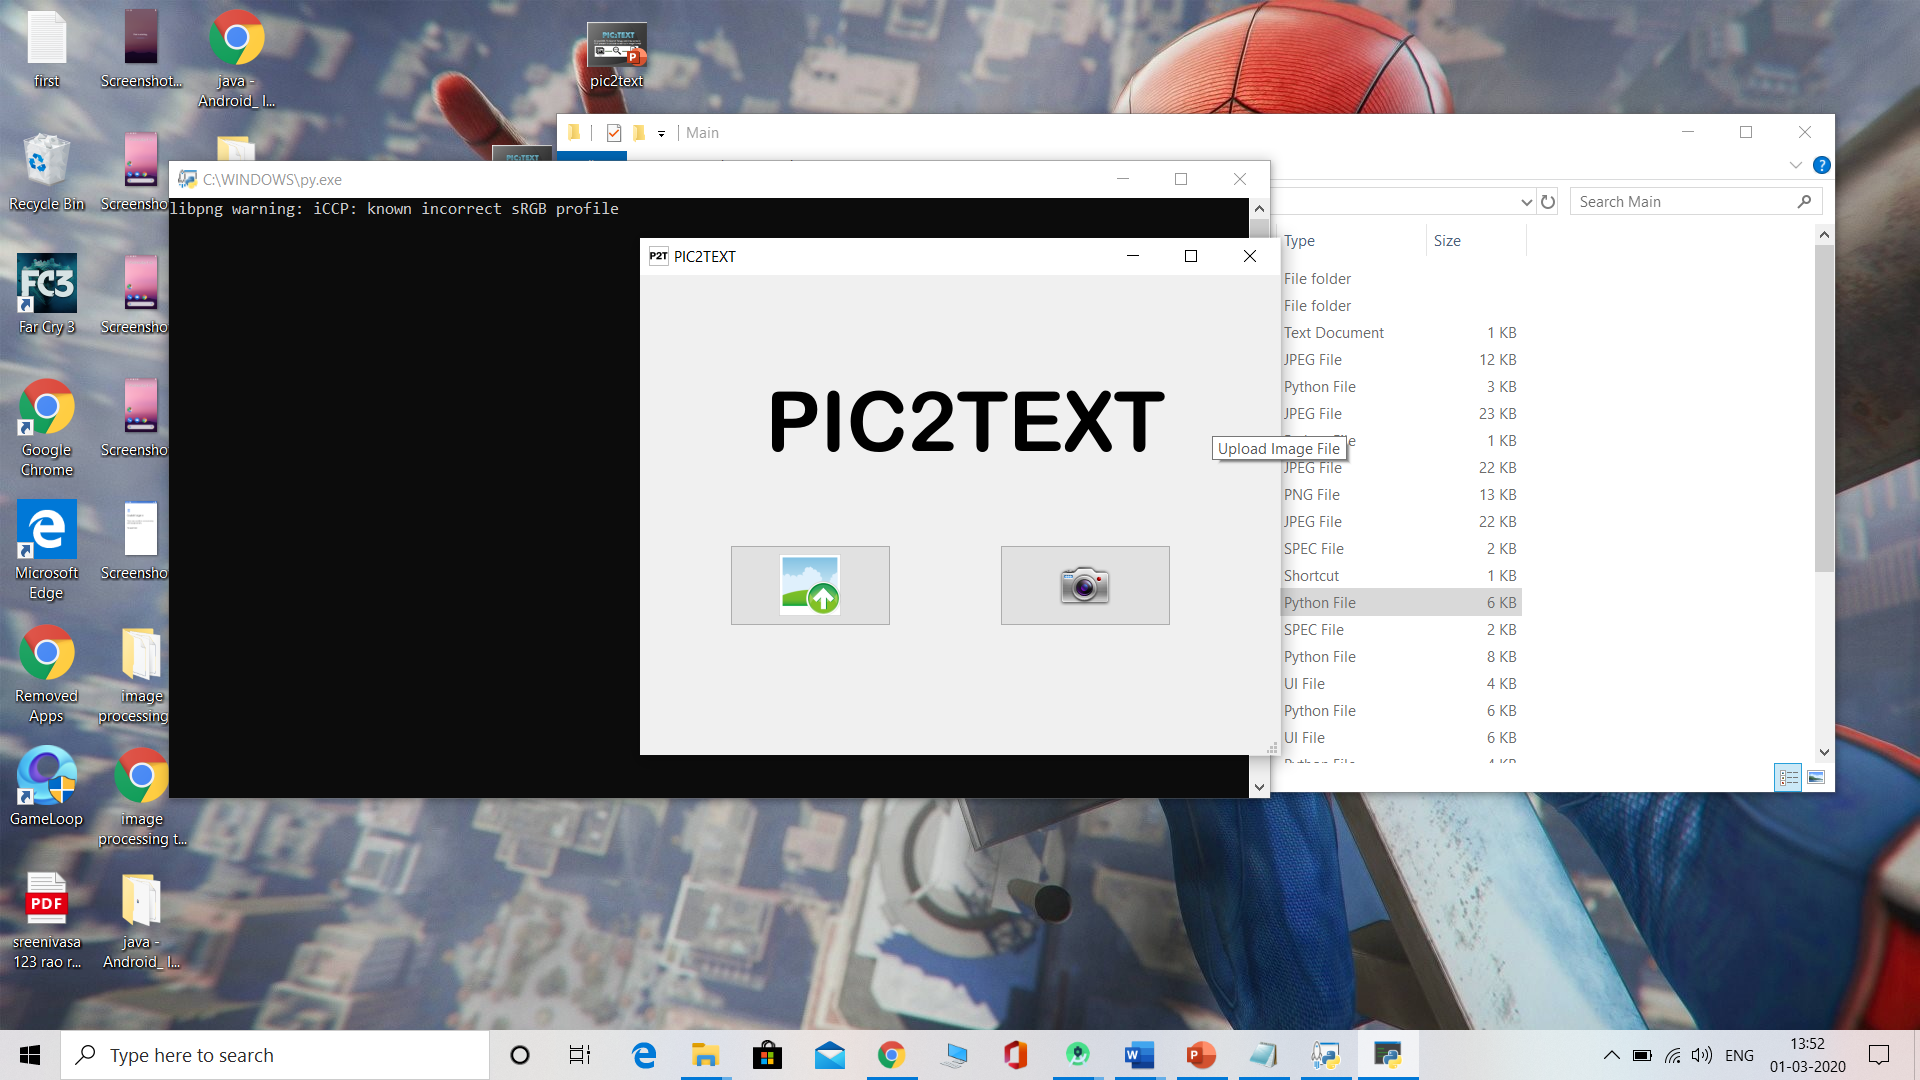 first
Screenshot...
java -
Android_ I...
PIC2TEXT
pic2text
Recycle Bin
Screensho
Far Cry 3
FC3
Screensho
Google
Chrome
Screensho
Microsoft
Edge
Screensho
Removed
Apps
image
processing
GameLoop
image
processing t...
PDF
sreenivasa
123 rao r...
java -
Android_ I...
Main
Search Main
Type
Size
File folder
File folder
Text Document 1 KB
JPEG File 12 KB
Python File 3 KB
JPEG File 23 KB
1 KB
JPEG File 22 KB
PNG File 13 KB
JPEG File 22 KB
SPEC File 2 KB
Shortcut 1 KB
Python File 6 KB
SPEC File 2 KB
Python File 8 KB
UI File 4 KB
Python File 6 KB
UI File 6 KB
C:\WINDOWS\py.exe
libpng warning: iCCP: known incorrect sRGB profile
P2T PIC2TEXT
PIC2TEXT
Upload Image File
Type here to search
ENG
13:52
01-03-2020